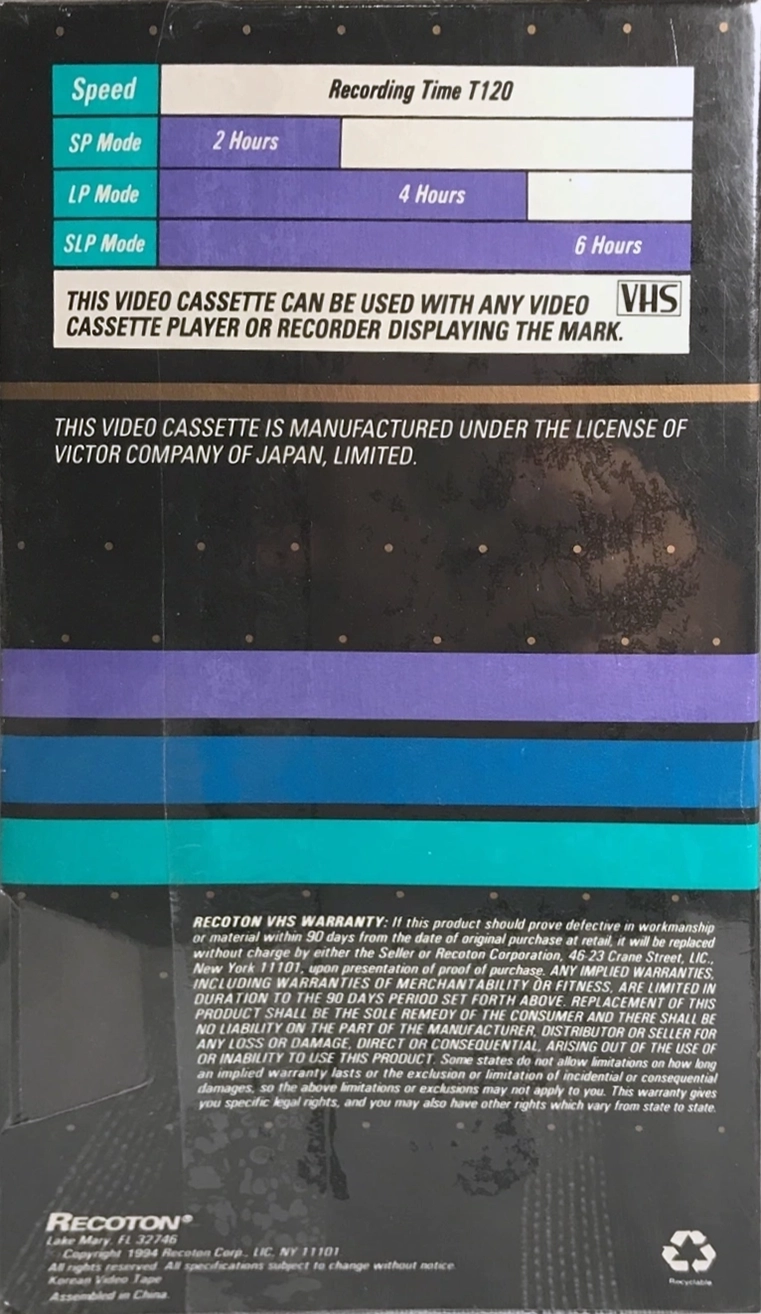 Speed Recording Time T120
SP Mode 2 Hours
LP Mode 4 Hours
SLP Mode 6 Hours
THIS VIDEO CASSETTE CAN BE USED WITH ANY VIDEO VHS
CASSETTE PLAYER OR RECORDER DISPLAYING THE MARK.
THIS VIDEO CASSETTE IS MANUFACTURED UNDER THE LICENSE OF
VICTOR COMPANY OF JAPAN, LIMITED.
RECOTON VHS WARRANTY: If this product should prove defective in workmanship
or material within 90 days from the date of original purchase at retail, it will be replaced
without charge by either the Seller or Recoton Corporation, 46-23 Crane Street, LIC.,
New York 11101, upon presentation of proof of purchase. ANY IMPLIED WARRANTIES,
INCLUDING WARRANTIES OF MERCHANTABILITY OR FITNESS, ARE LIMITED IN
DURATION TO THE 90 DAYS PERIOD SET FORTH ABOVE. REPLACEMENT OF THIS
PRODUCT SHALL BE THE SOLE REMEDY OF THE CONSUMER AND THERE SHALL BE
NO LIABILITY ON THE PART OF THE MANUFACTURER, DISTRIBUTOR OR SELLER FOR
ANY LOSS OR DAMAGE, DIRECT OR CONSEQUENTIAL, ARISING OUT OF THE USE OF
OR INABILITY TO USE THIS PRODUCT. Some states do not allow limitations on how long
an implied warranty lasts or the exclusion or limitation of incidental or consequential
damages, so the above limitations or exclusions may not apply to you. This warranty gives
you specific legal rights, and you may also have other rights which vary from state to state.
RECOTON®
Lake Mary, FL 32746
Copyright 1994 Recoton Corp., LIC, NY 11101
All rights reserved. All specifications subject to change without notice.
Korean Video Tape
Assembled in China.
Recyclable